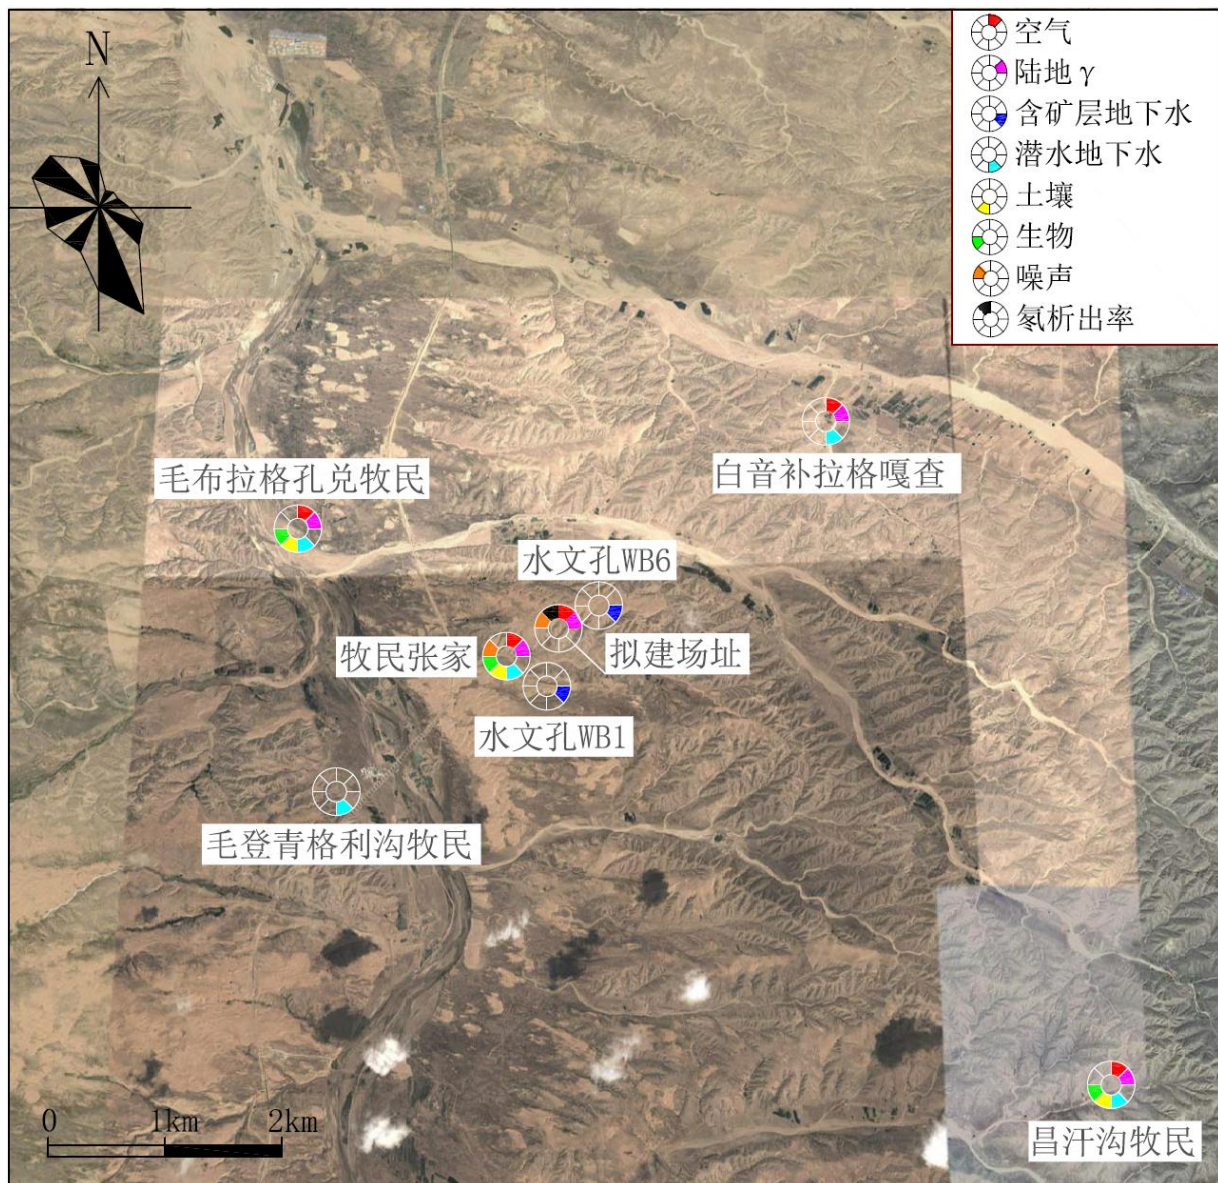 N
空气
陆地 γ
含矿层地下水
潜水地下水
土壤
生物
噪声
氡析出率
白音补拉格嘎查
毛布拉格孔兑牧民
水文孔WB6
牧民张家
拟建场址
水文孔WB1
毛登青格利沟牧民
昌汗沟牧民
0 1km 2km